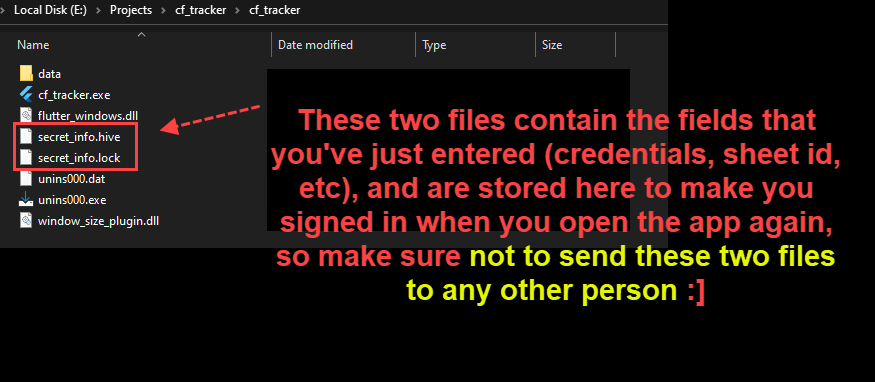 Local Disk (E:) > Projects > cf_tracker > cf_tracker
Name Date modified Type Size
data
cf_tracker.exe
flutter_windows.dll
secret_info.hive
secret_info.lock
unins000.dat
unins000.exe
window_size_plugin.dll
These two files contain the fields that
you've just entered (credentials, sheet id,
etc), and are stored here to make you
signed in when you open the app again,
so make sure not to send these two files
to any other person :]